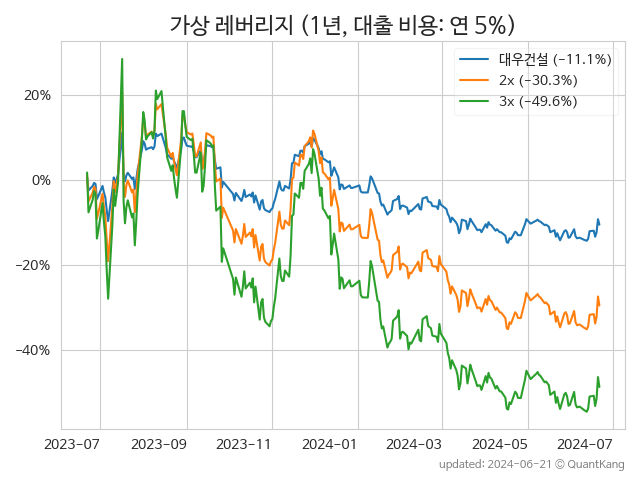 가상 레버리지 (1년, 대출 비용: 연 5%)
대우건설 (−11.1%)
2x (−30.3%)
3x (−49.6%)
20%
0%
−20%
−40%
2023-07 2023-09 2023-11 2024-01 2024-03 2024-05 2024-07
updated: 2024-06-21 © QuantKang